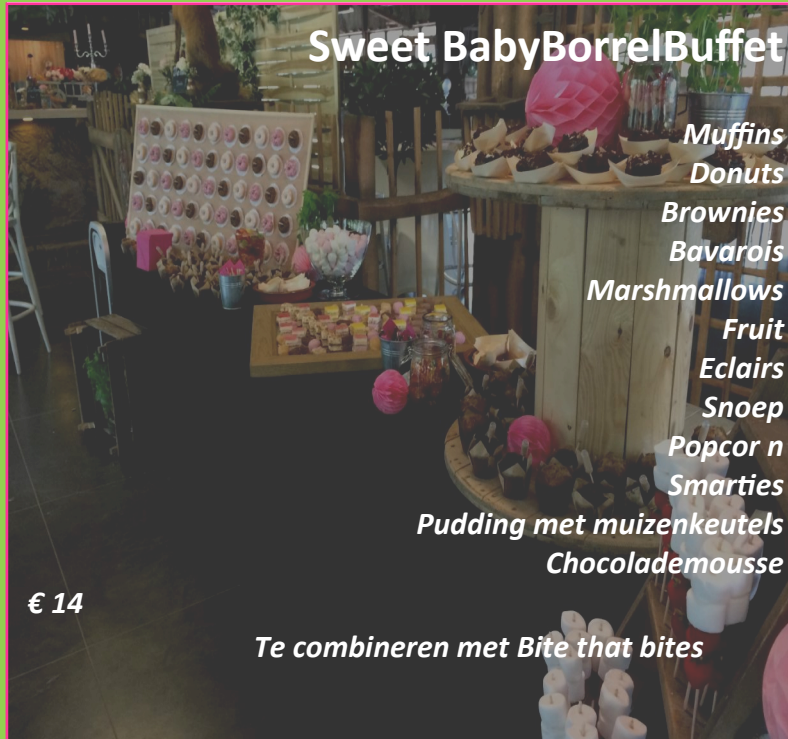 Sweet BabyBorrelBuffet
Muffins
Donuts
Brownies
Bavarois
Marshmallows
Fruit
Eclairs
Snoep
Popcor n
Smarties
Pudding met muizenkeutels
Chocolademousse
€ 14
Te combineren met Bite that bites